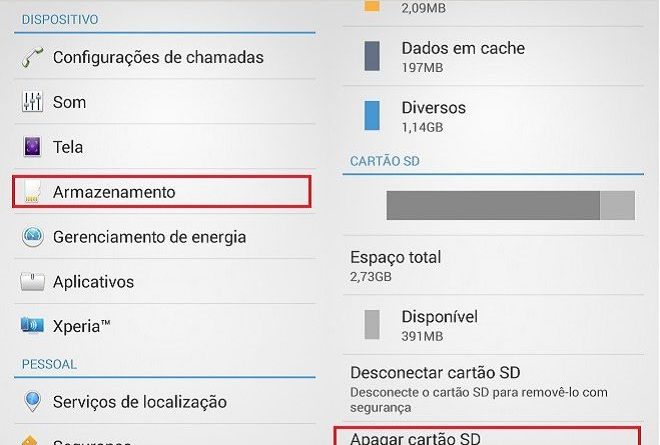 DISPOSITIVO
Configurações de chamadas
Som
Tela
Armazenamento
Gerenciamento de energia
Aplicativos
Xperia™
PESSOAL
Serviços de localização
Segurança
2,09MB
Dados em cache
197MB
Diversos
1,14GB
CARTÃO SD
Espaço total
2,73GB
Disponível
391MB
Desconectar cartão SD
Desconecte o cartão SD para removê-lo com
segurança
Apagar cartão SD